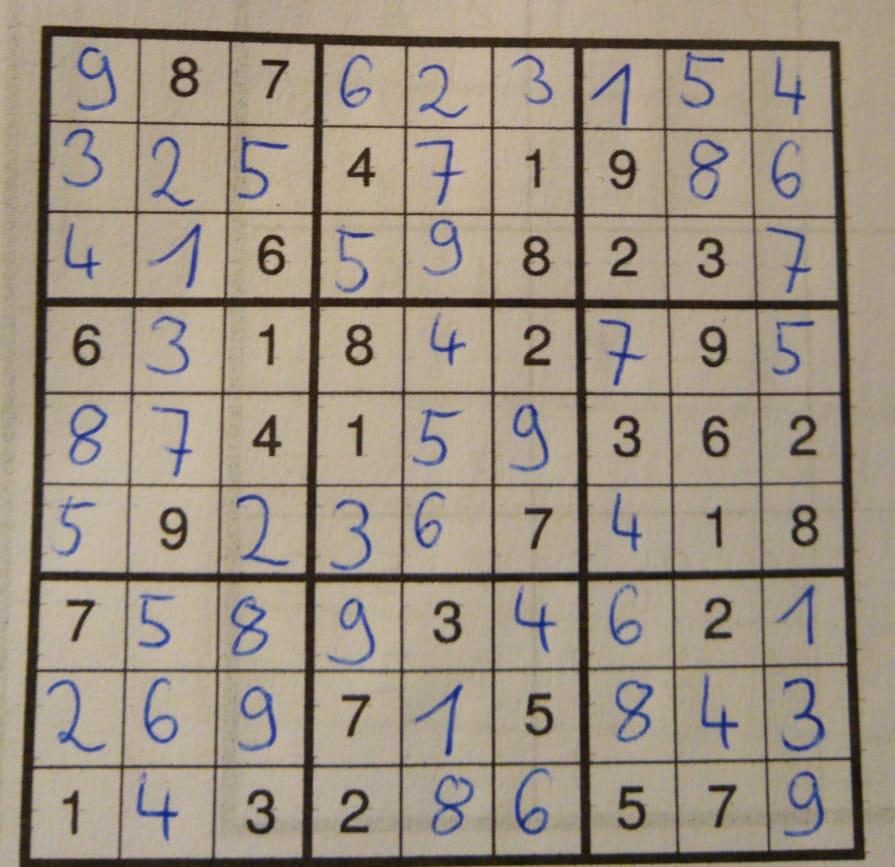 9 8 7 6 2 3 1 5 4
3 2 5 4 7 1 9 8 6
4 1 6 5 9 8 2 3 7
6 3 1 8 4 2 7 9 5
8 7 4 1 5 9 3 6 2
5 9 2 3 6 7 4 1 8
7 5 8 9 3 4 6 2 1
2 6 9 7 1 5 8 4 3
1 4 3 2 8 6 5 7 9